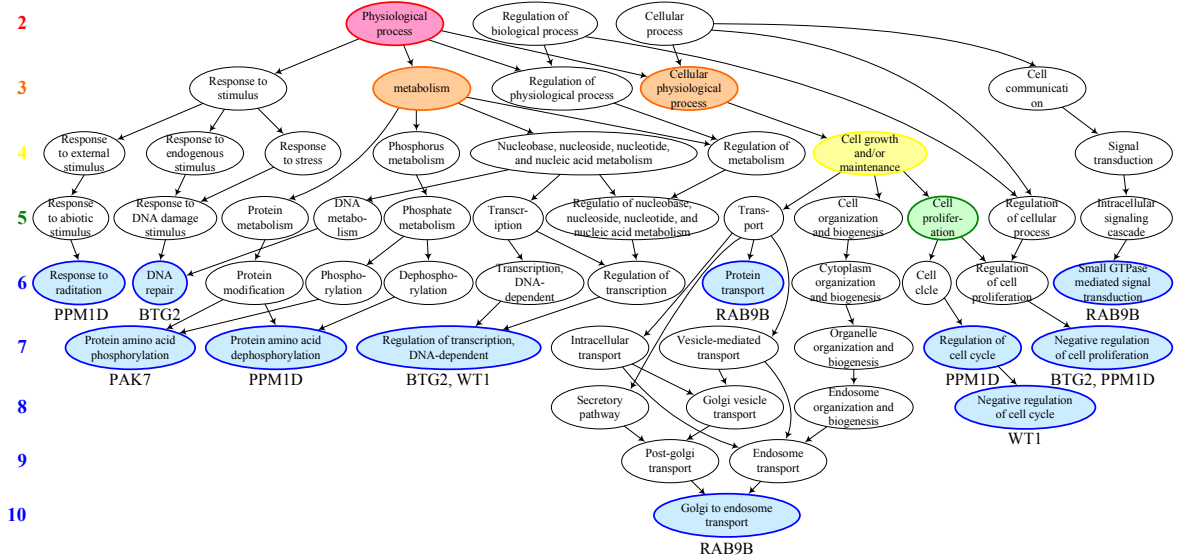 2
Physiological
process
Regulation of
biological process
Cellular
process
3
Response to
stimulus
metabolism
Regulation of
physiological process
Cellular
physiological
process
Cell
communicati
on
4
Response
to external
stimulus
Response to
endogenous
stimulus
Response
to stress
Phosphorus
metabolism
Nucleobase, nucleoside, nucleotide,
and nucleic acid metabolism
Regulation of
metabolism
Cell growth
and/or
maintenance
Signal
transduction
5
Response
to abiotic
stimulus
Response to
DNA damage
stimulus
Protein
metabolism
DNA
metabo-
lism
Phosphate
metabolism
Transcr-
iption
Regulatio of nucleobase,
nucleoside, nucleotide, and
nucleic acid metabolism
Trans-
port
Cell
organization
and biogenesis
Cell
prolifer-
ation
Regulation
of cellular
process
Intracellular
signaling
cascade
6
Response to
raditation
PPM1D
DNA
repair
BTG2
Protein
modification
Phospho-
rylation
Dephospho-
rylation
Transcription,
DNA-
dependent
Regulation of
transcription
Protein
transport
RAB9B
Cytoplasm
organization and
biogenesis
Cell
clcle
Regulation
of cell
proliferation
Small GTPase
mediated signal
transduction
RAB9B
7
Protein amino acid
phosphorylation
PAK7
Protein amino acid
dephosphorylation
PPM1D
Regulation of transcription,
DNA-dependent
BTG2, WT1
Intracellular
transport
Vesicle-mediated
transport
Organelle
organization and
biogenesis
Regulation of
cell cycle
PPM1D
Negative regulation
of cell proliferation
BTG2, PPM1D
8
Secretory
pathway
Golgi vesicle
transport
Endosome
organization and
biogenesis
Negative regulation
of cell cycle
WT1
9
Post-golgi
transport
Endosome
transport
10
Golgi to endosome
transport
RAB9B